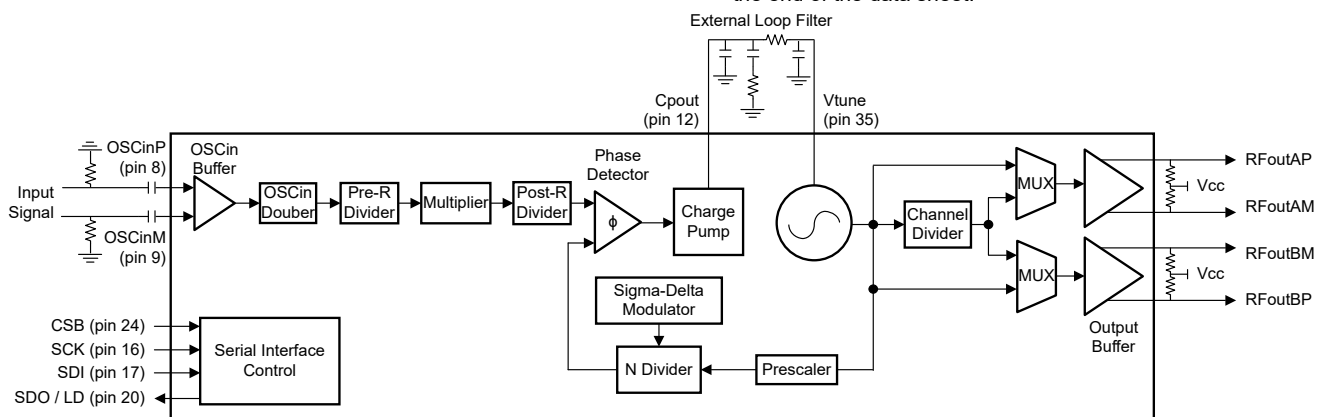 the end of the data sheet.
External Loop Filter
Cpout
(pin 12)
Vtune
(pin 35)
OSCinP
(pin 8)
Input
Signal
OSCinM
(pin 9)
OSCin
Buffer
OSCin
Douber
Pre-R
Divider
Multiplier
Post-R
Divider
Phase
Detector
ϕ
Charge
Pump
Channel
Divider
MUX
MUX
Output
Buffer
RFoutAP
Vcc
RFoutAM
RFoutBM
Vcc
RFoutBP
Sigma-Delta
Modulator
N Divider
Prescaler
CSB (pin 24)
SCK (pin 16)
SDI (pin 17)
SDO / LD (pin 20)
Serial Interface
Control